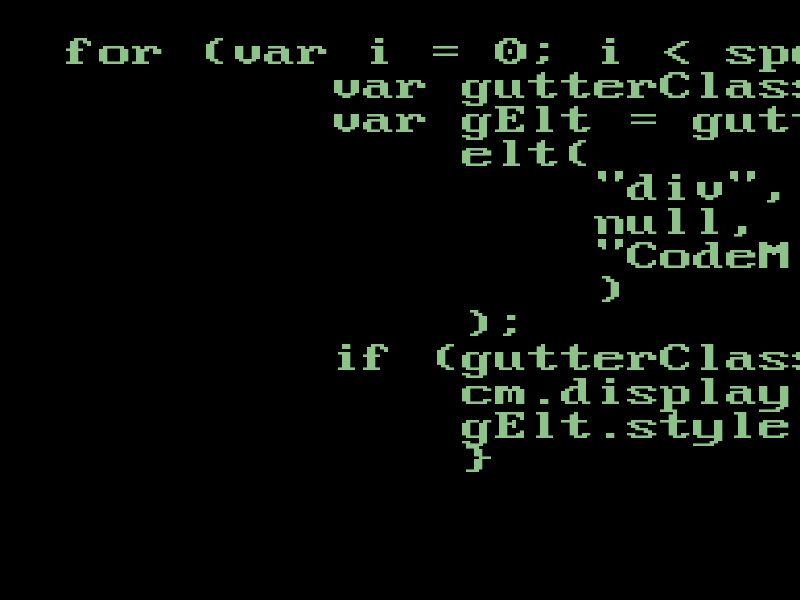 for (var i = 0; i < spe
var gutterClass
var gElt = gutt
elt(
"div",
null,
"CodeM
)
);
if (gutterClass
cm.display
gElt.style
}